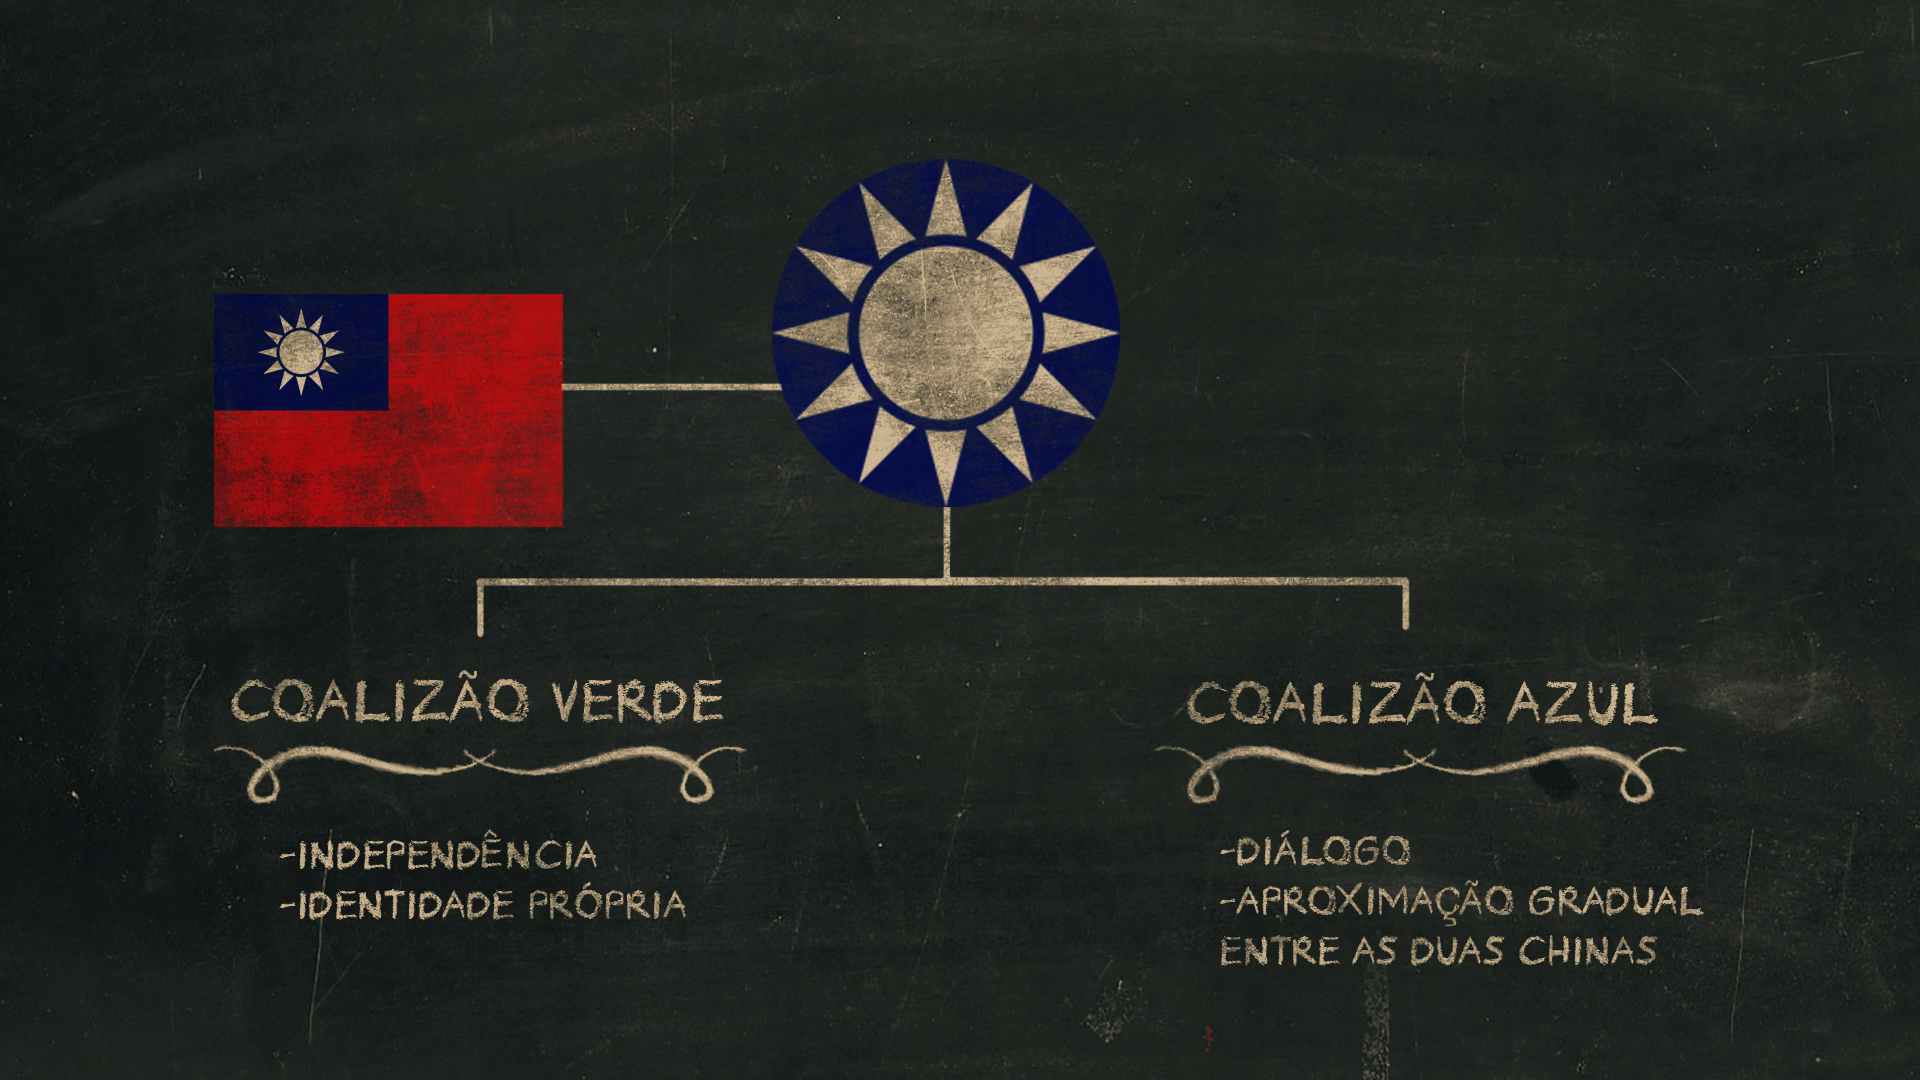 COALIZÃO VERDE
-INDEPENDÊNCIA
-IDENTIDADE PRÓPRIA
COALIZÃO AZUL
-DIÁLOGO
-APROXIMAÇÃO GRADUAL
ENTRE AS DUAS CHINAS